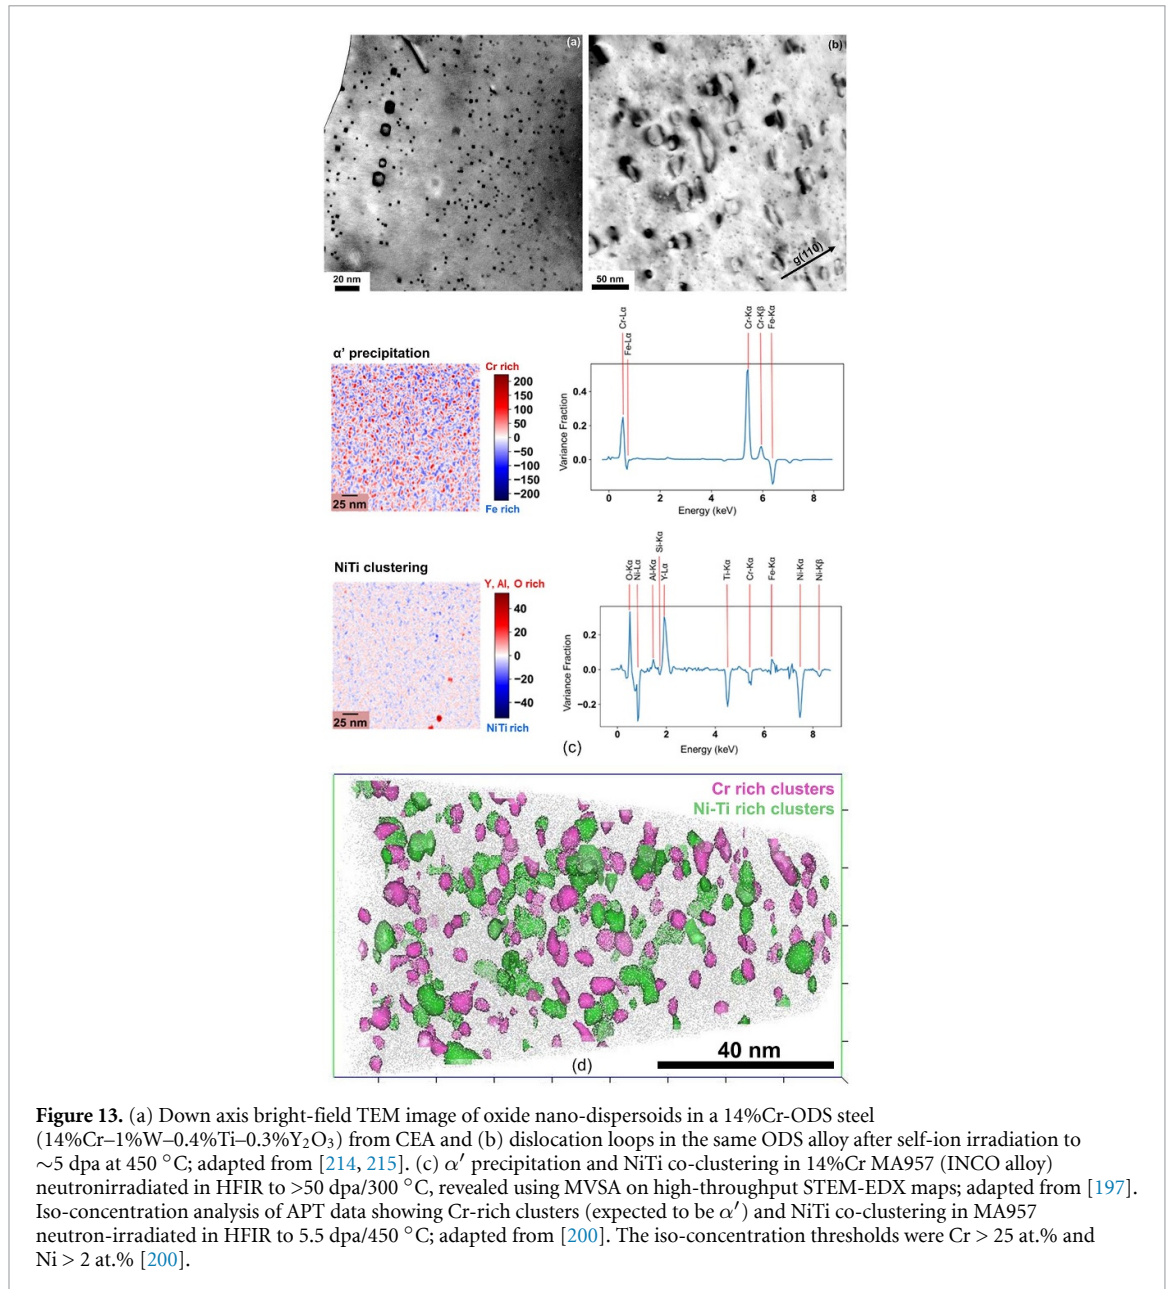 (a)
(b)
20 nm
50 nm
g(110)
α' precipitation
Cr rich
200
150
100
50
0
−50
−100
−150
−200
Fe rich
25 nm
Cr-Lα
Fe-Lα
Cr-Kα
Cr-Kβ
Fe-Kα
Variance Fraction
0.4
0.2
0.0
0 2 4 6 8
Energy (keV)
NiTi clustering
Y, Al, O rich
40
20
0
−20
−40
NiTi rich
25 nm
O-Kα
Ni-Lα
Al-Kα
Si-Kα
Y-Lα
Ti-Kα
Cr-Kα
Fe-Kα
Ni-Kα
Ni-Kβ
Variance Fraction
0.2
0.0
−0.2
0 2 4 6 8
Energy (keV)
(c)
Cr rich clusters
Ni-Ti rich clusters
40 nm
(d)
Figure 13. (a) Down axis bright-field TEM image of oxide nano-dispersoids in a 14%Cr-ODS steel
(14%Cr–1%W–0.4%Ti–0.3%Y₂O₃) from CEA and (b) dislocation loops in the same ODS alloy after self-ion irradiation to
∼5 dpa at 450 °C; adapted from [214, 215]. (c) α′ precipitation and NiTi co-clustering in 14%Cr MA957 (INCO alloy)
neutronirradiated in HFIR to >50 dpa/300 °C, revealed using MVSA on high-throughput STEM-EDX maps; adapted from [197].
Iso-concentration analysis of APT data showing Cr-rich clusters (expected to be α′) and NiTi co-clustering in MA957
neutron-irradiated in HFIR to 5.5 dpa/450 °C; adapted from [200]. The iso-concentration thresholds were Cr > 25 at.% and
Ni > 2 at.% [200].